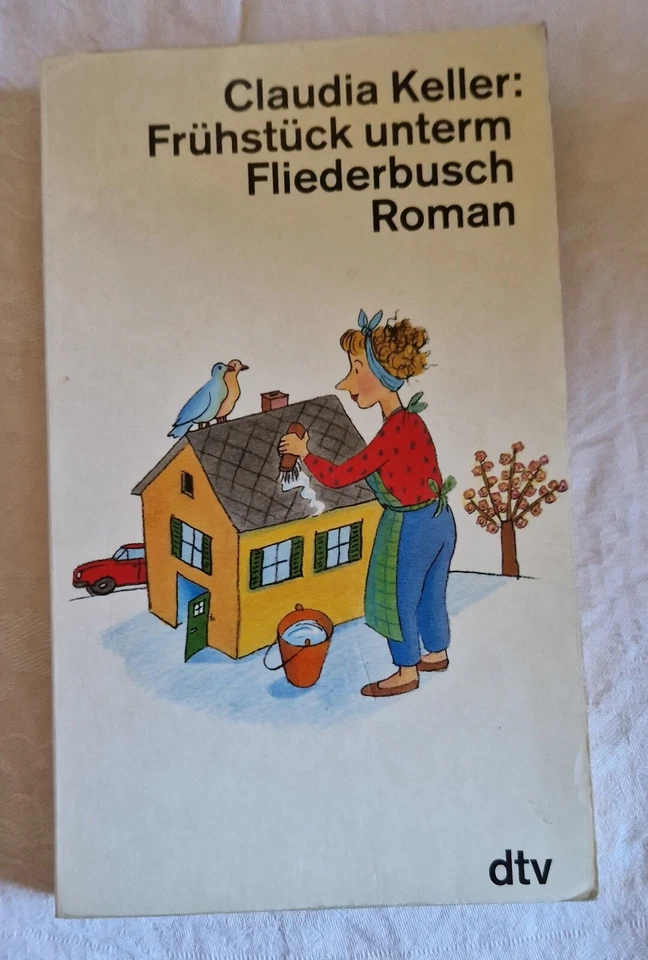 Claudia Keller:
Frühstück unterm
Fliederbusch
Roman
dtv